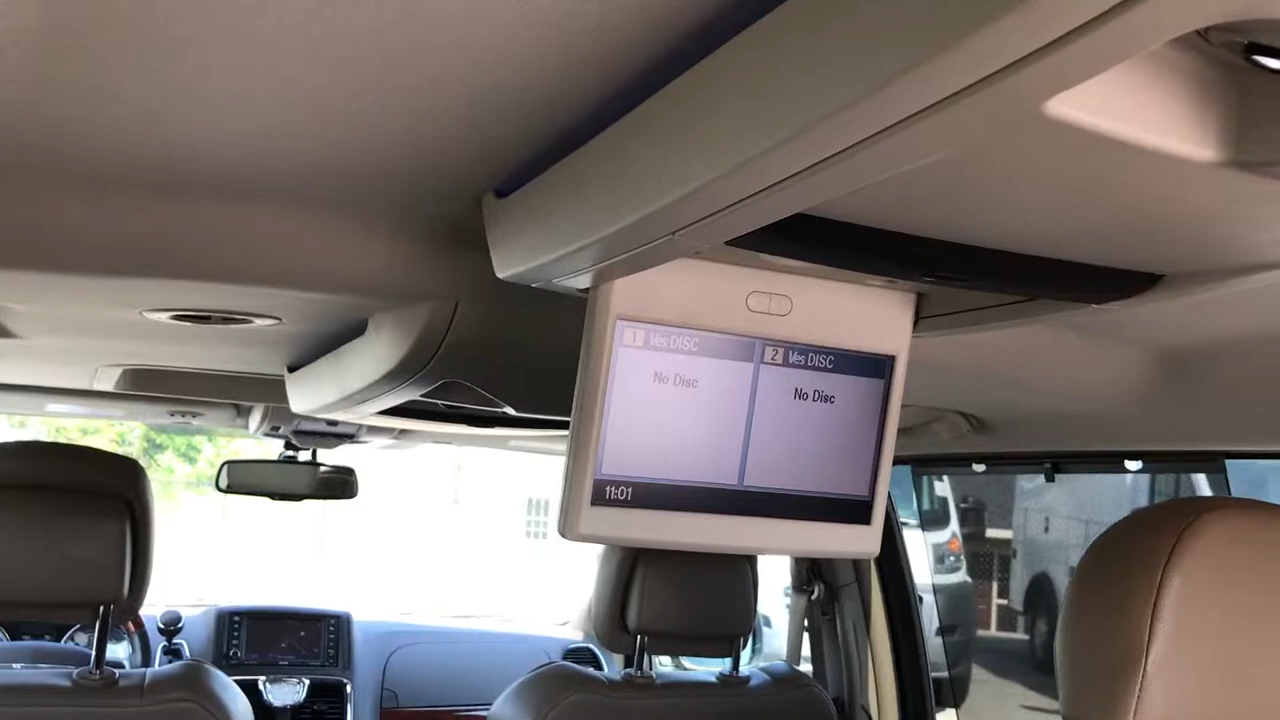 1 Ves DISC
No Disc
2 Ves DISC
No Disc
11:01